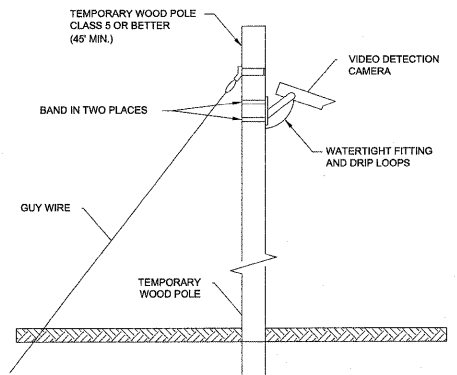 TEMPORARY WOOD POLE
CLASS 5 OR BETTER
(45' MIN.)
VIDEO DETECTION
CAMERA
BAND IN TWO PLACES
WATERTIGHT FITTING
AND DRIP LOOPS
GUY WIRE
TEMPORARY
WOOD POLE